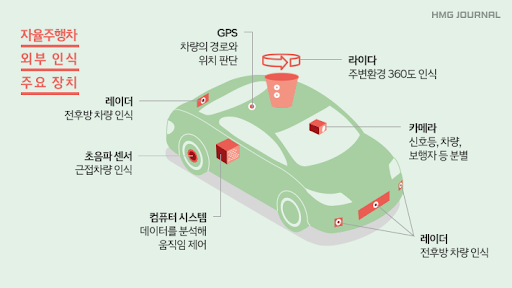 HMG JOURNAL
자율주행차
외부 인식
주요 장치
GPS
차량의 경로와
위치 판단
라이다
주변환경 360도 인식
레이더
전후방 차량 인식
카메라
신호등, 차량,
보행자 등 분별
초음파 센서
근접차량 인식
컴퓨터 시스템
데이터를 분석해
움직임 제어
레이더
전후방 차량 인식